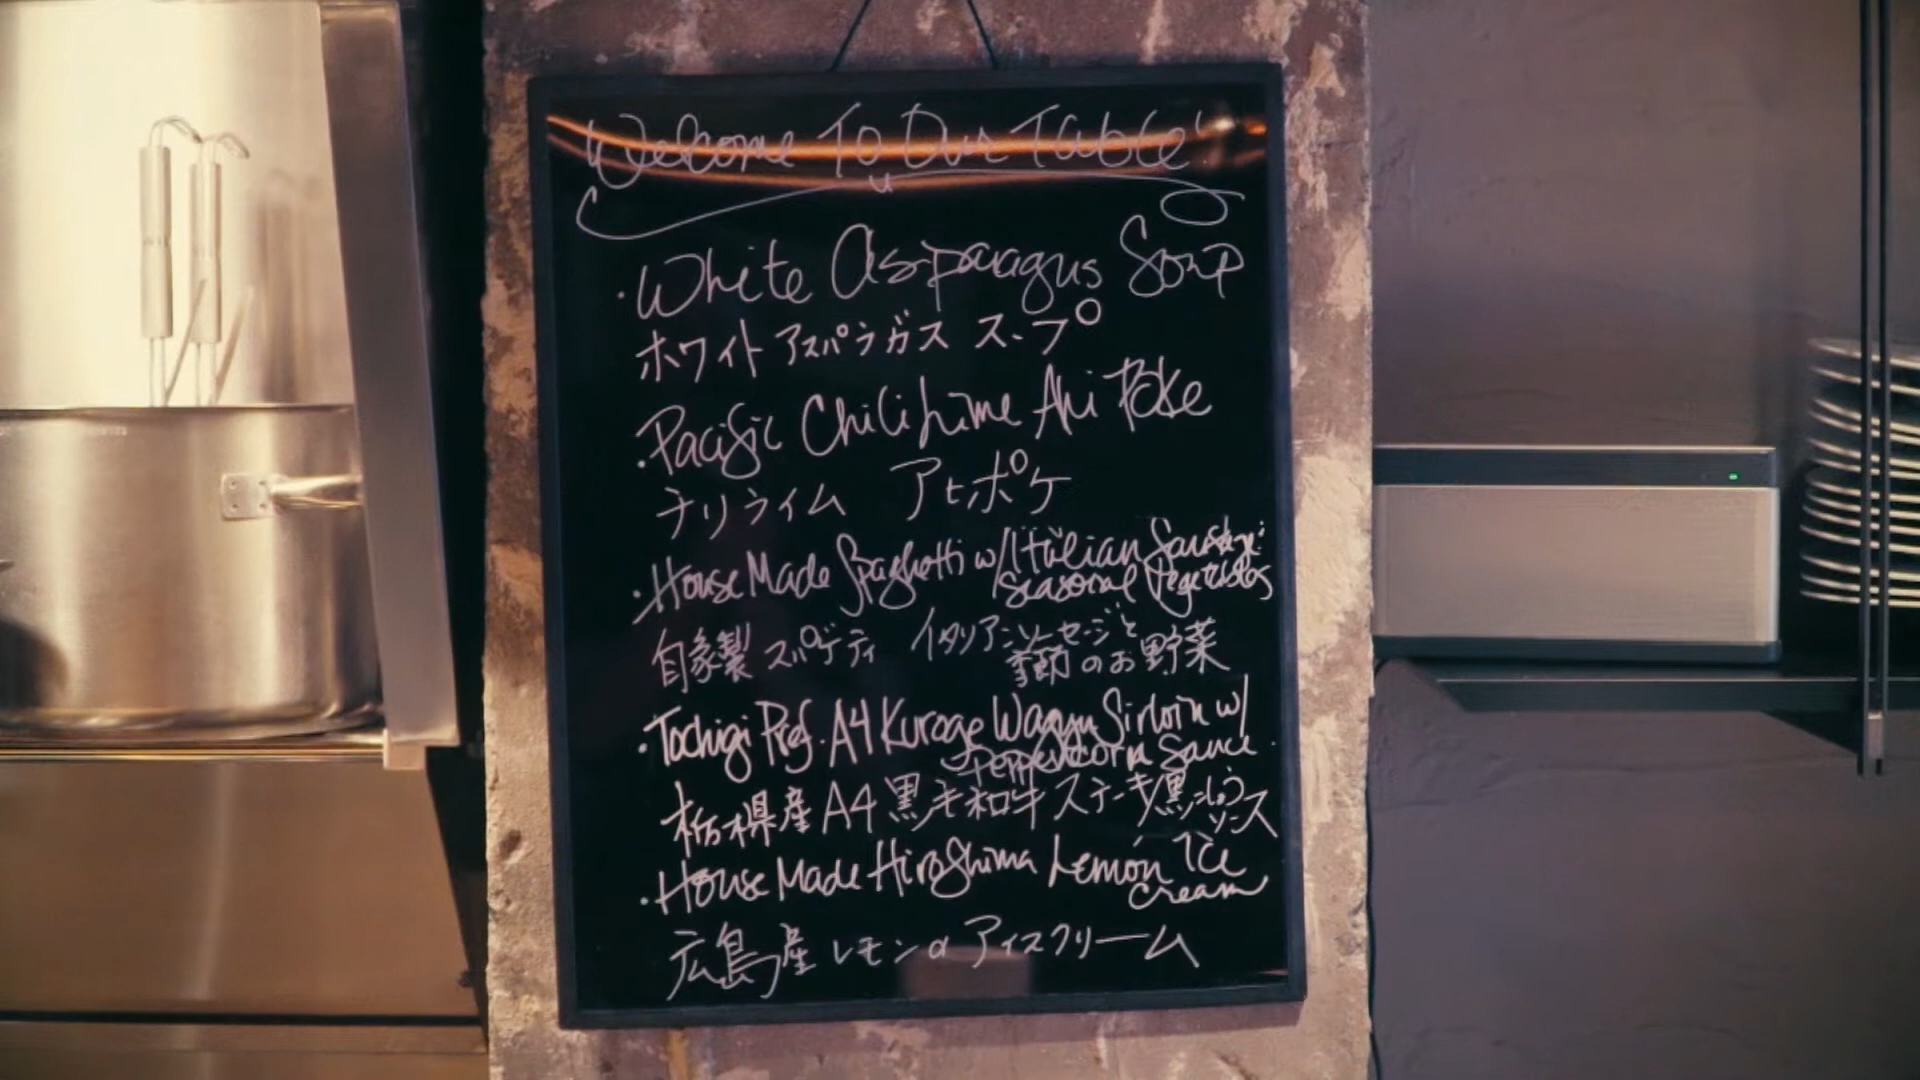 Welcome To Our Table
・White Asparagus Soup
ホワイト アスパラガス スープ
・Pacific Chili Lime Ahi Poke
チリライム アヒポケ
・House Made Spaghetti w/ Italian Sausage
Seasonal Vegetables
自家製 スパゲティ イタリアンソーセージと
季節のお野菜
・Tochigi Pref. A4 Kuroge Wagyu Sirloin w/
Peppercorn Sauce
栃木県産 A4 黒毛和牛 ステーキ 黒こしょう
ソース
・House Made Hiroshima Lemon Ice
Cream
広島産 レモンのアイスクリーム